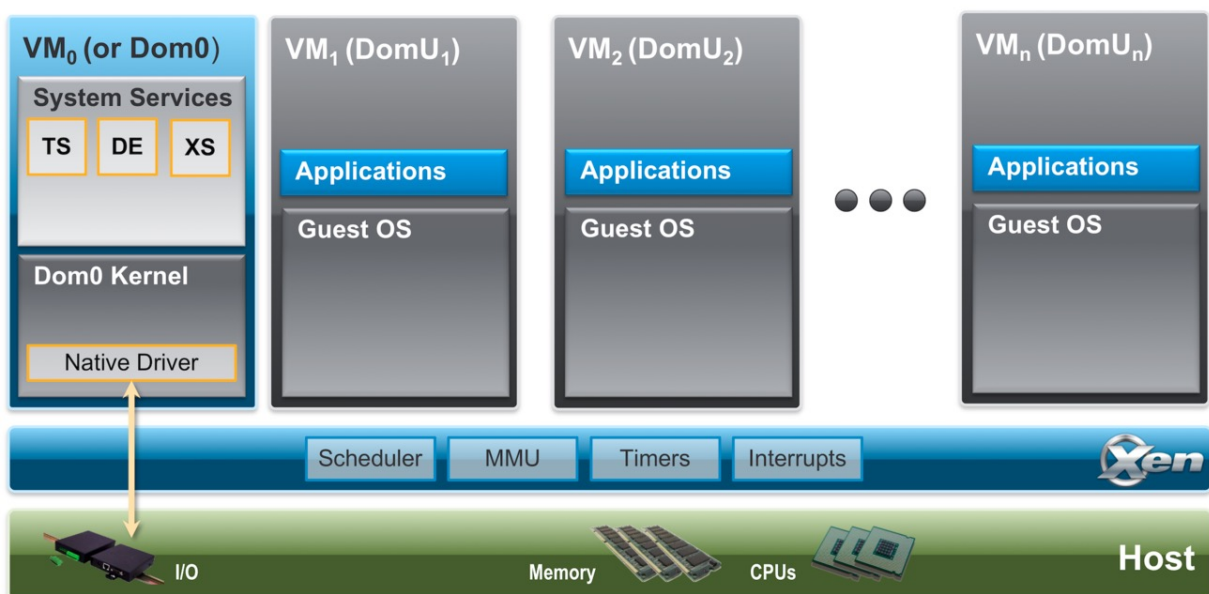 VM₀ (or Dom0)
System Services
TS
DE
XS
Dom0 Kernel
Native Driver
VM₁ (DomU₁)
Applications
Guest OS
VM₂ (DomU₂)
Applications
Guest OS
VMₙ (DomUₙ)
Applications
Guest OS
Scheduler
MMU
Timers
Interrupts
Xen
I/O
Memory
CPUs
Host